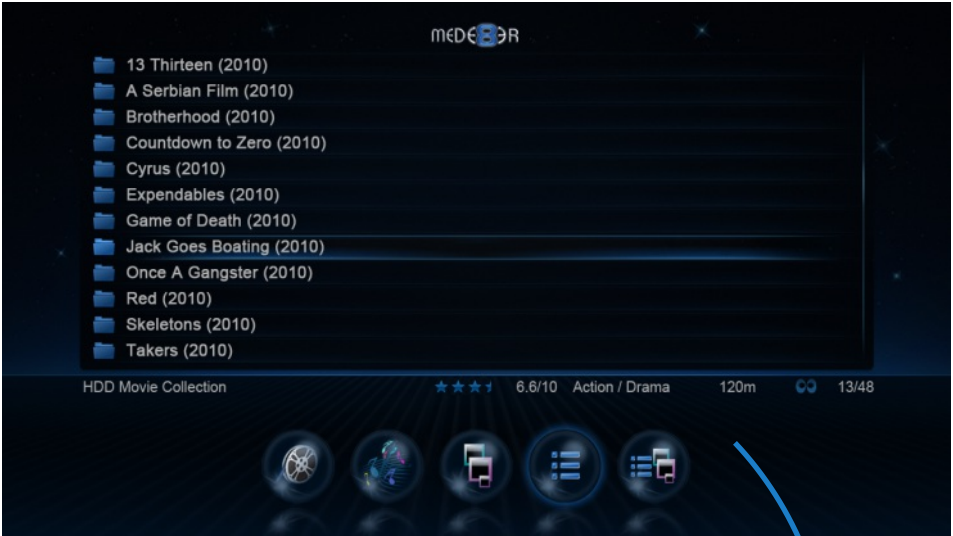 MEDE8ER
13 Thirteen (2010)
A Serbian Film (2010)
Brotherhood (2010)
Countdown to Zero (2010)
Cyrus (2010)
Expendables (2010)
Game of Death (2010)
Jack Goes Boating (2010)
Once A Gangster (2010)
Red (2010)
Skeletons (2010)
Takers (2010)
HDD Movie Collection 6.6/10 Action / Drama 120m 13/48